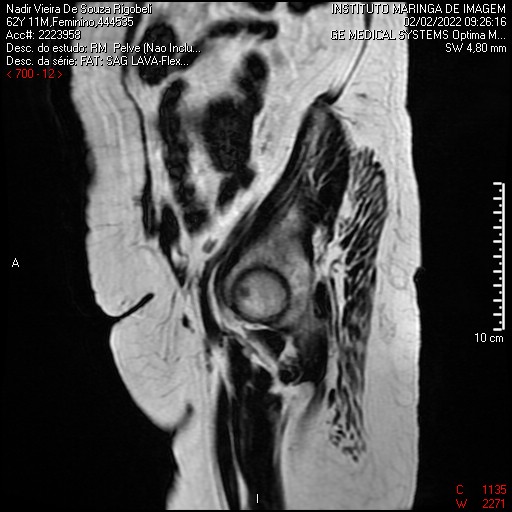 Nadir Vieira De Souza Rigobeli
62Y 11M,Feminino,444535
Acc#: 2223953
Desc. do estudo: RM Pelve (Nao Inclu...
Desc. da série: FAT: SAG LAVA-Flex...
< 700 - 12 >
INSTITUTO MARINGA DE IMAGEM
02/02/2022 09:26:16
GE MEDICAL SYSTEMS Optima M...
SW 4,80 mm
A
10 cm
I
C 1135
W 2271